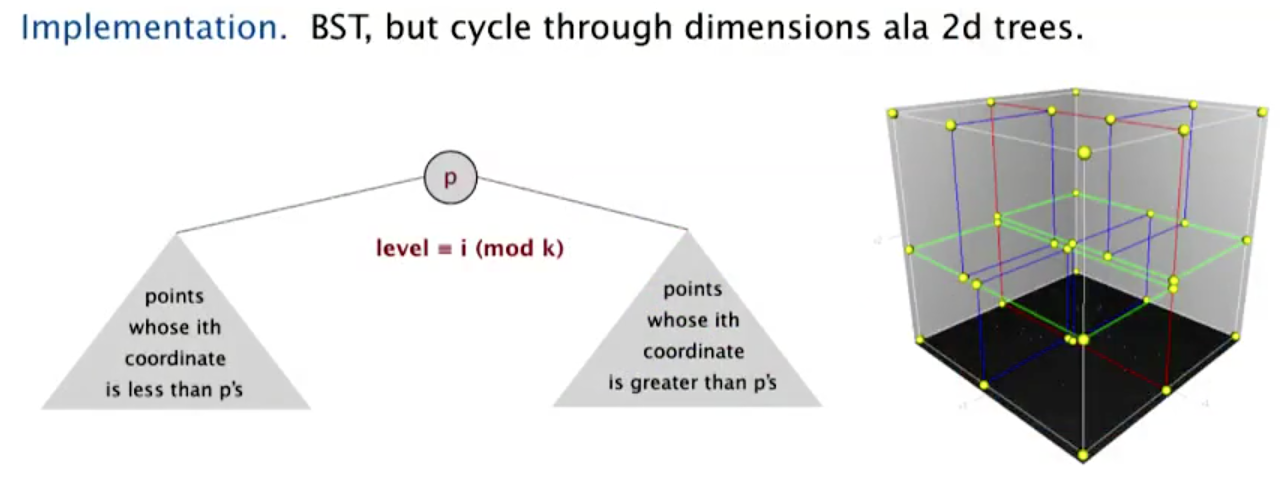 Implementation. BST, but cycle through dimensions ala 2d trees.
p
level ≡ i (mod k)
points
whose ith
coordinate
is less than p's
points
whose ith
coordinate
is greater than p's